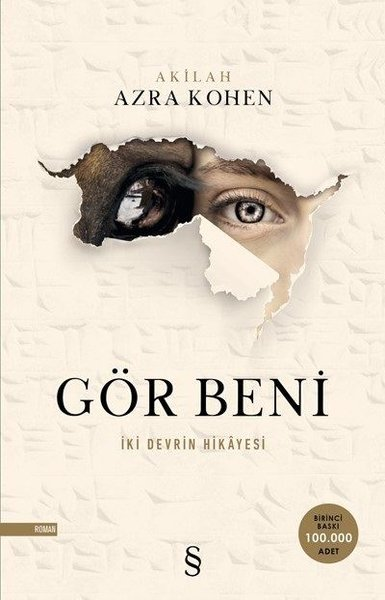 AKİLAH
AZRA KOHEN
GÖR BENİ
İKİ DEVRİN HİKÂYESİ
ROMAN
BİRİNCİ
BASKI
100.000
ADET
§